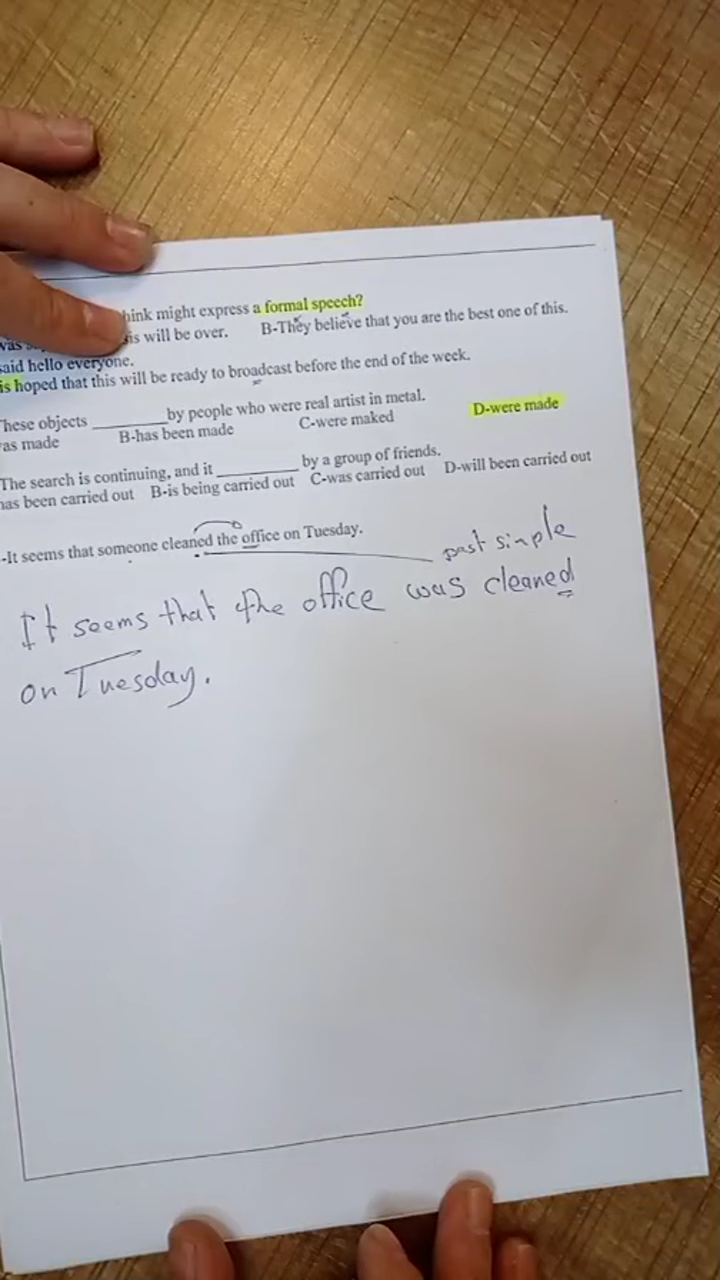 hink might express a formal speech?
is will be over. B-They believe that you are the best one of this.
said hello everyone.
is hoped that this will be ready to broadcast before the end of the week.
hese objects ________by people who were real artist in metal.
as made B-has been made C-were maked D-were made
The search is continuing, and it _________ by a group of friends.
as been carried out B-is being carried out C-was carried out D-will been carried out
-It seems that someone cleaned the office on Tuesday.
past simple
It seems that the office was cleaned
on Tuesday.